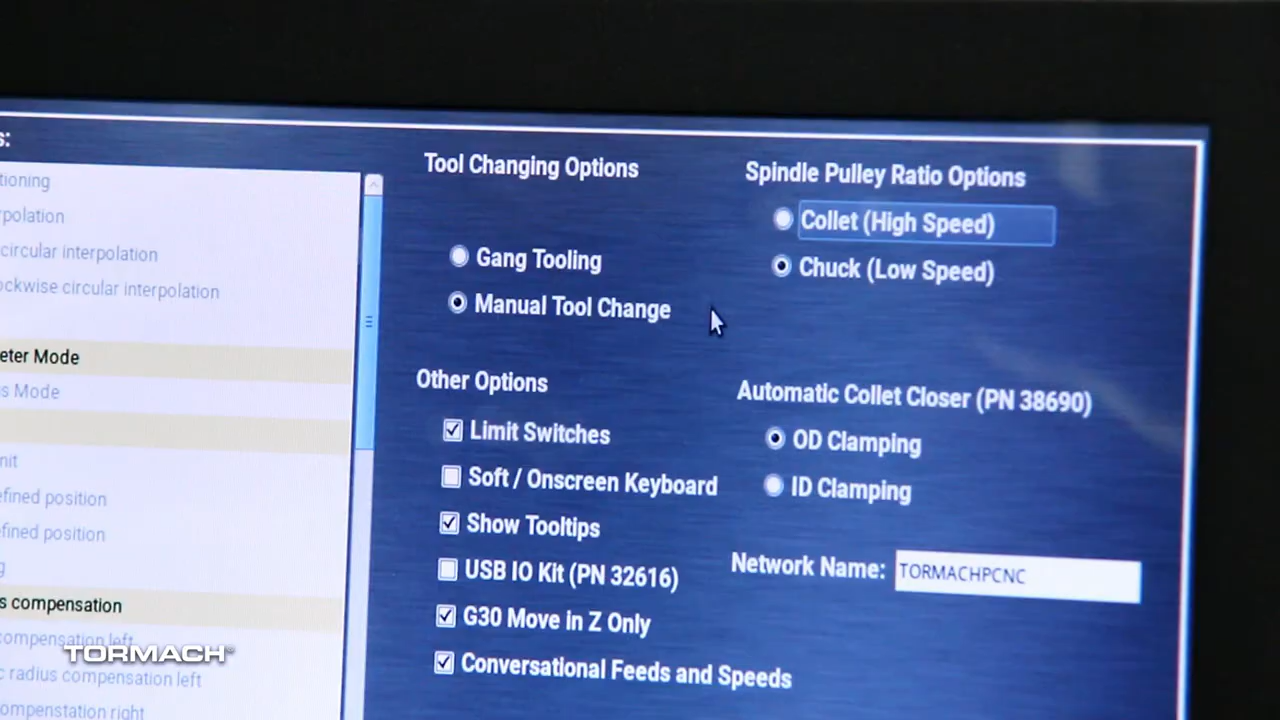 s:
tioning
rpolation
circular interpolation
ockwise circular interpolation
eter Mode
s Mode
nit
efined position
efined position
g
s compensation
compensation left
c radius compensation left
ompenstation right
Tool Changing Options
Gang Tooling
Manual Tool Change
Spindle Pulley Ratio Options
Collet (High Speed)
Chuck (Low Speed)
Other Options
Limit Switches
Soft / Onscreen Keyboard
Show Tooltips
USB IO Kit (PN 32616)
G30 Move in Z Only
Conversational Feeds and Speeds
Automatic Collet Closer (PN 38690)
OD Clamping
ID Clamping
Network Name: TORMACHPCNC
TORMACH